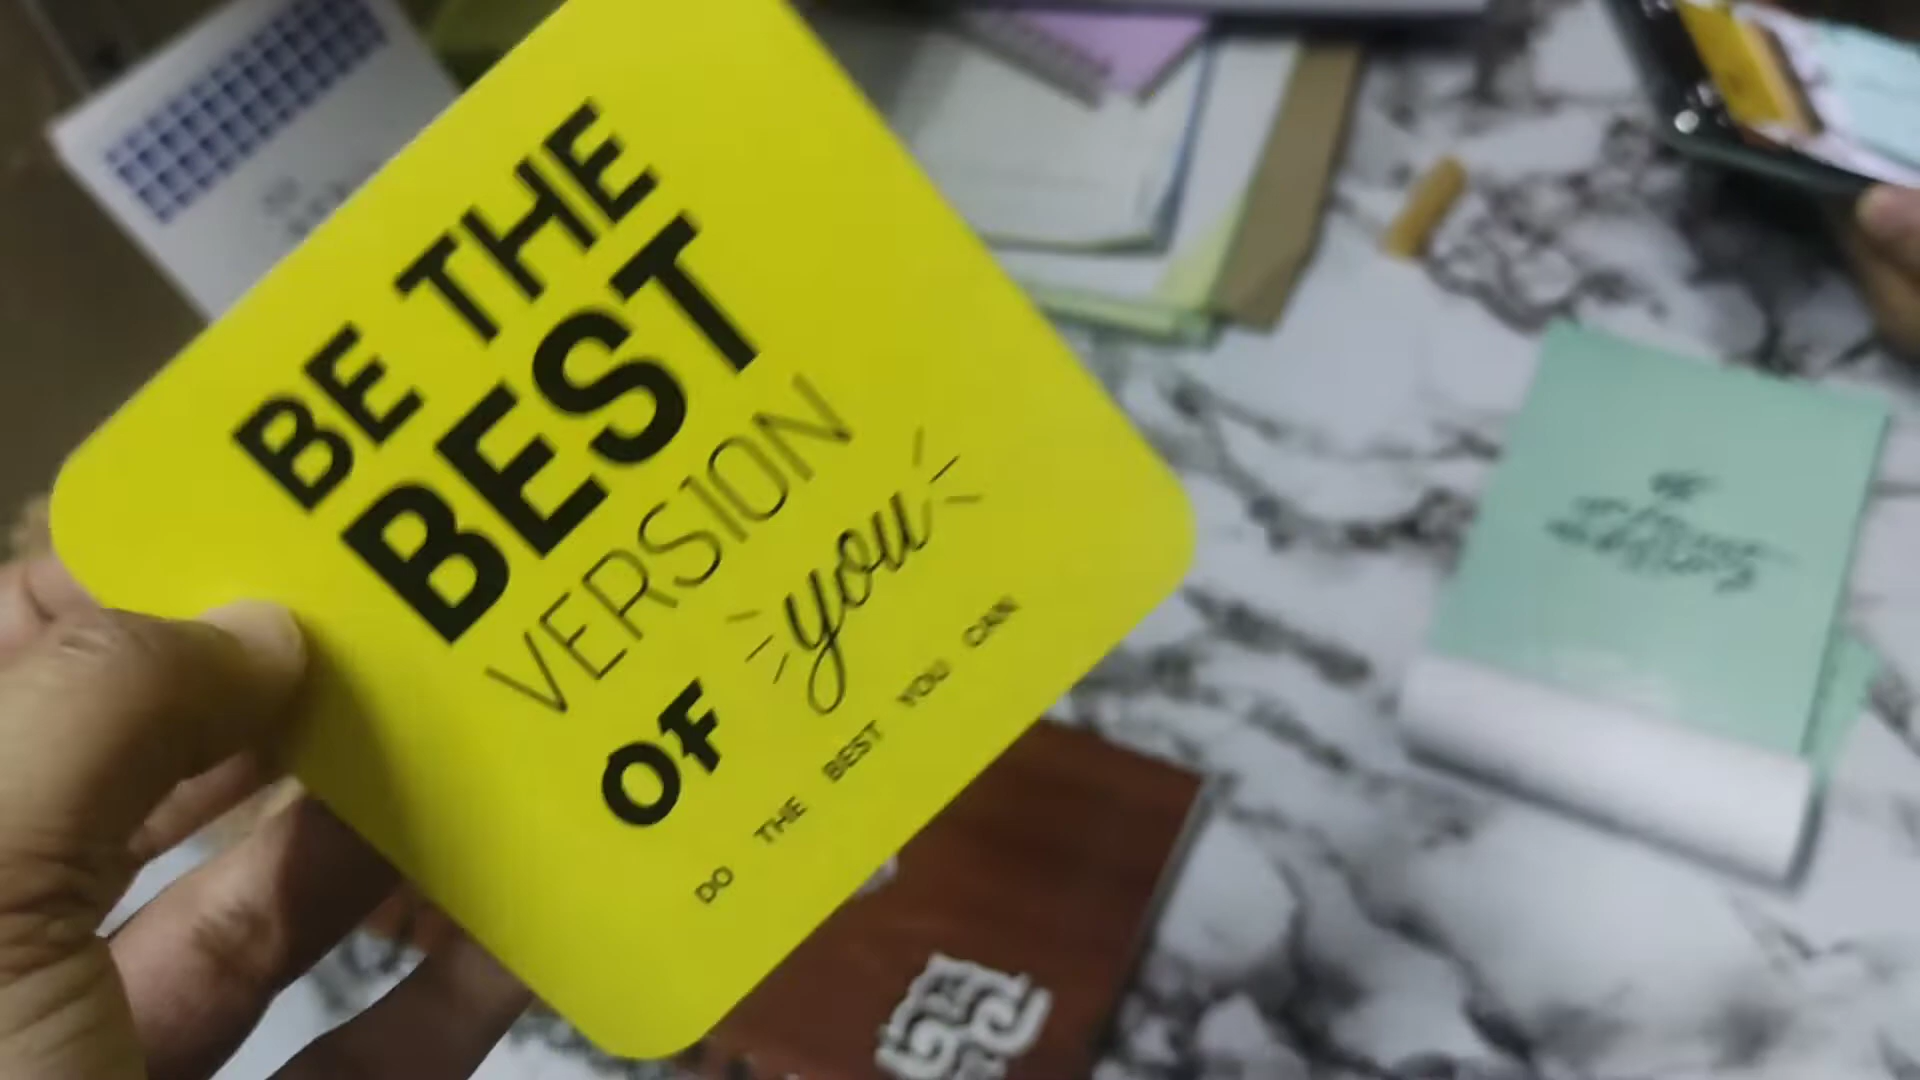 BE THE
BEST
VERSION
OF you
DO THE BEST YOU CAN